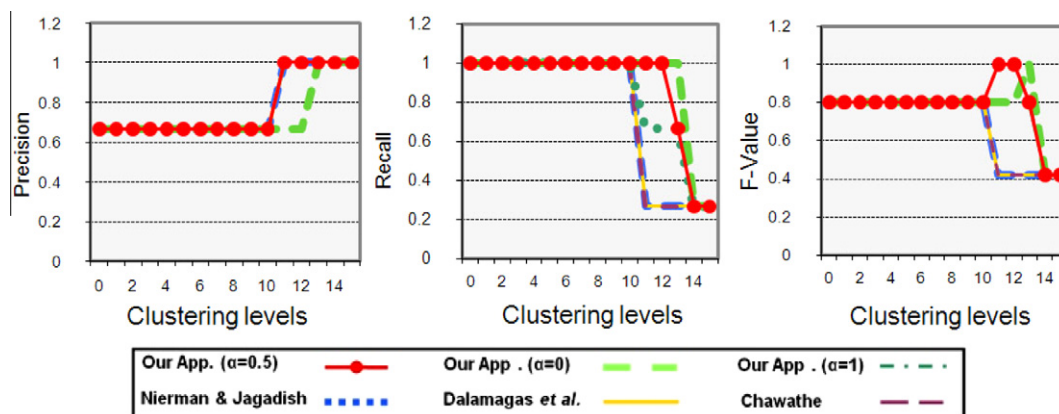 1.2
1
0.8
0.6
0.4
0.2
0
Precision
0 2 4 6 8 10 12 14
Clustering levels
1.2
1
0.8
0.6
0.4
0.2
0
Recall
0 2 4 6 8 10 12 14
Clustering levels
1.2
1
0.8
0.6
0.4
0.2
0
F-Value
0 2 4 6 8 10 12 14
Clustering levels
Our App. (α=0.5) Our App . (α=0) Our App . (α=1)
Nierman & Jagadish Dalamagas et al. Chawathe